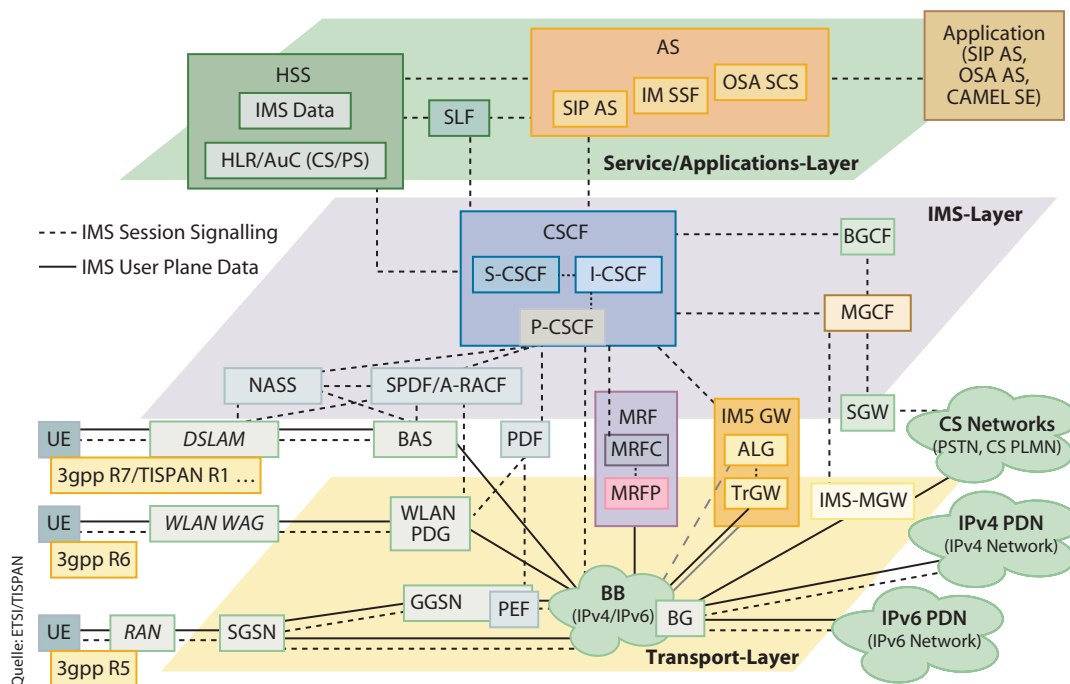 HSS
IMS Data
HLR/AuC (CS/PS)
SLF
AS
SIP AS
IM SSF
OSA SCS
Application
(SIP AS,
OSA AS,
CAMEL SE)
Service/Applications-Layer
IMS Session Signalling
IMS User Plane Data
IMS-Layer
CSCF
S-CSCF
I-CSCF
P-CSCF
BGCF
MGCF
NASS
SPDF/A-RACF
SGW
UE
DSLAM
BAS
PDF
3gpp R7/TISPAN R1 …
MRF
MRFC
MRFP
IM5 GW
ALG
TrGW
IMS-MGW
CS Networks
(PSTN, CS PLMN)
UE
WLAN WAG
WLAN
PDG
3gpp R6
IPv4 PDN
(IPv4 Network)
UE
RAN
SGSN
GGSN
PEF
3gpp R5
BB
(IPv4/IPv6)
BG
IPv6 PDN
(IPv6 Network)
Transport-Layer
Quelle: ETSI/TISPAN